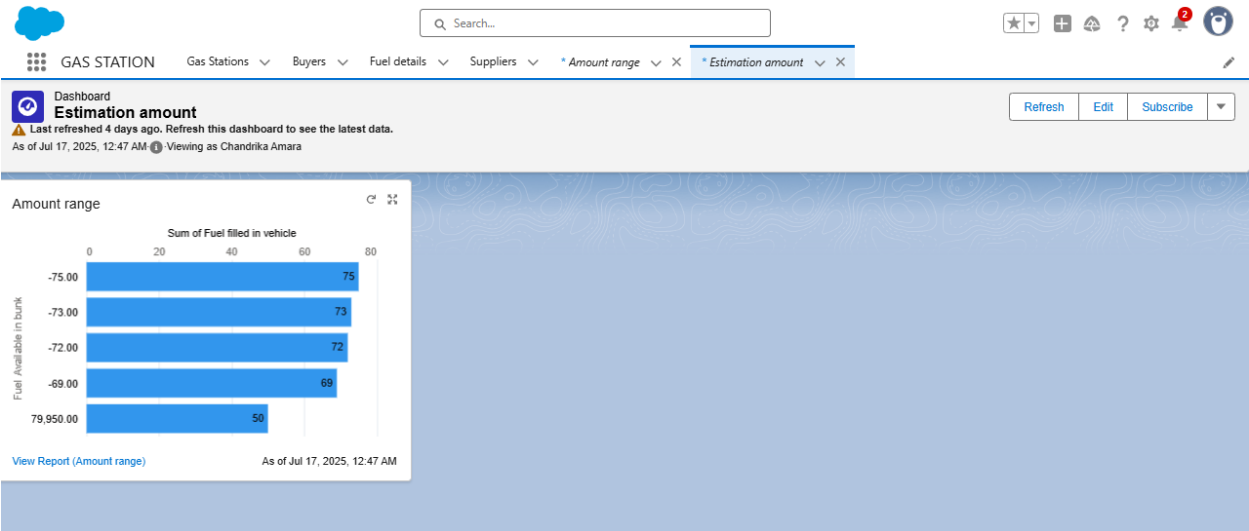 Search...
2
GAS STATION Gas Stations Buyers Fuel details Suppliers * Amount range * Estimation amount
Dashboard
Estimation amount
Last refreshed 4 days ago. Refresh this dashboard to see the latest data.
As of Jul 17, 2025, 12:47 AM·Viewing as Chandrika Amara
Refresh Edit Subscribe
Amount range
Sum of Fuel filled in vehicle
0 20 40 60 80
Fuel Available in bunk
-75.00 75
-73.00 73
-72.00 72
-69.00 69
79,950.00 50
View Report (Amount range) As of Jul 17, 2025, 12:47 AM